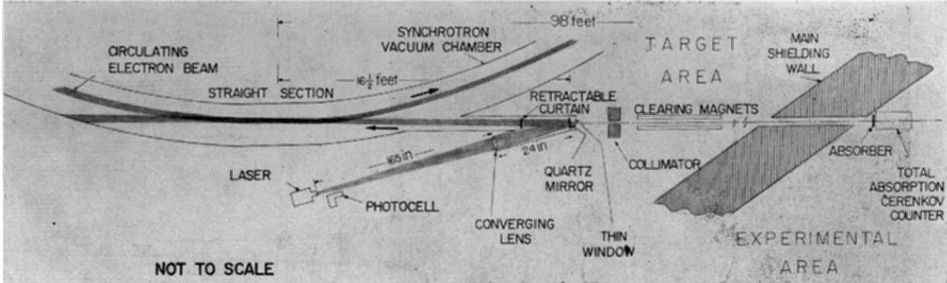 98 feet
SYNCHROTRON
VACUUM CHAMBER
CIRCULATING
ELECTRON BEAM
16½ feet
STRAIGHT SECTION
TARGET
AREA
MAIN
SHIELDING
WALL
RETRACTABLE
CURTAIN
CLEARING MAGNETS
165 in
24 in
LASER
PHOTOCELL
CONVERGING
LENS
QUARTZ
MIRROR
THIN
WINDOW
COLLIMATOR
ABSORBER
TOTAL
ABSORPTION
ČERENKOV
COUNTER
EXPERIMENTAL
AREA
NOT TO SCALE